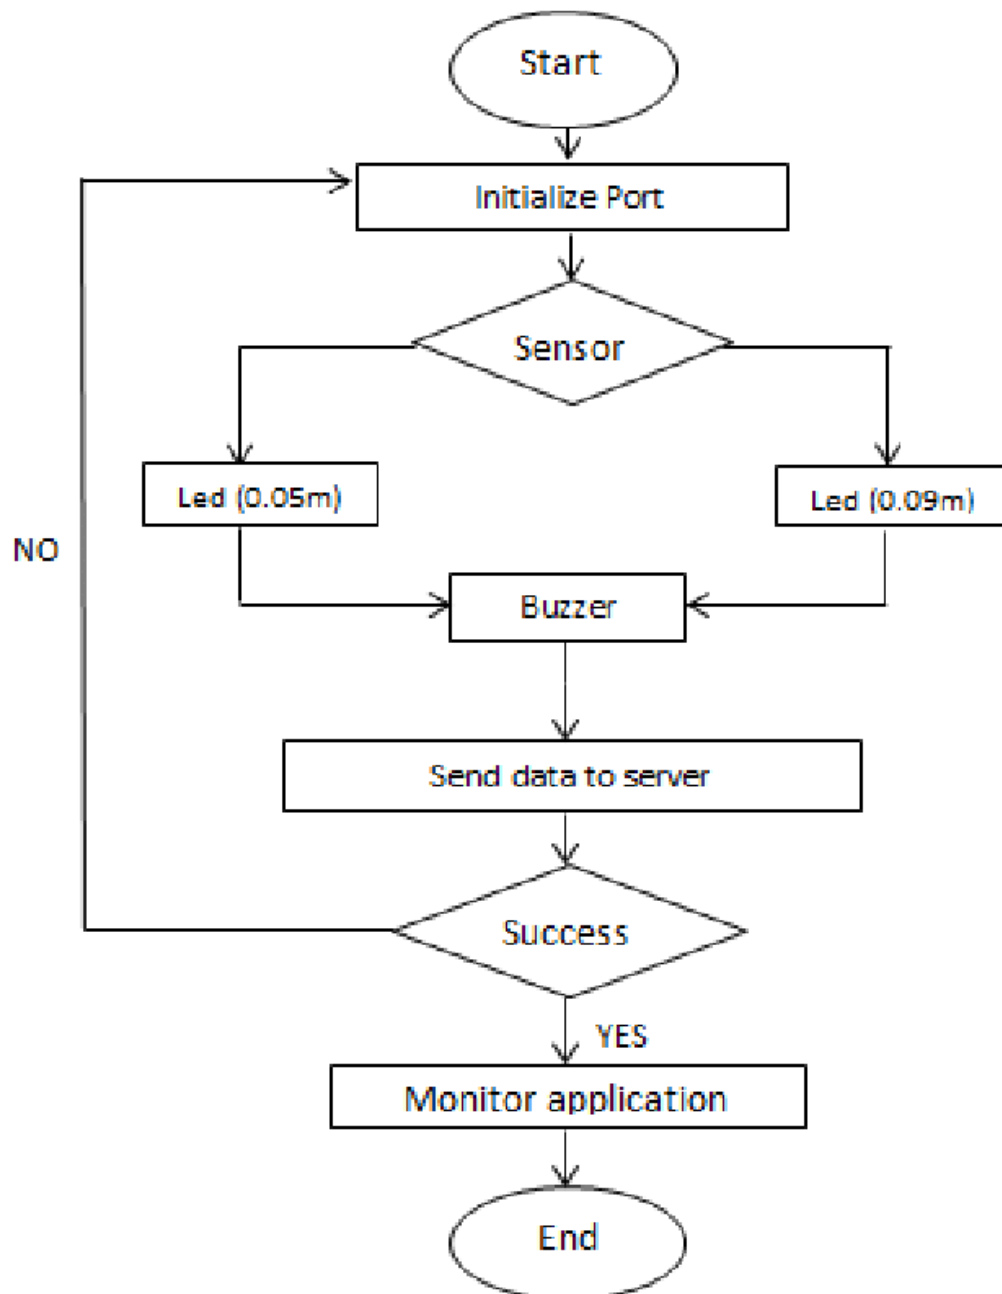 Start
Initialize Port
Sensor
Led (0.05m)
Led (0.09m)
NO
Buzzer
Send data to server
Success
YES
Monitor application
End